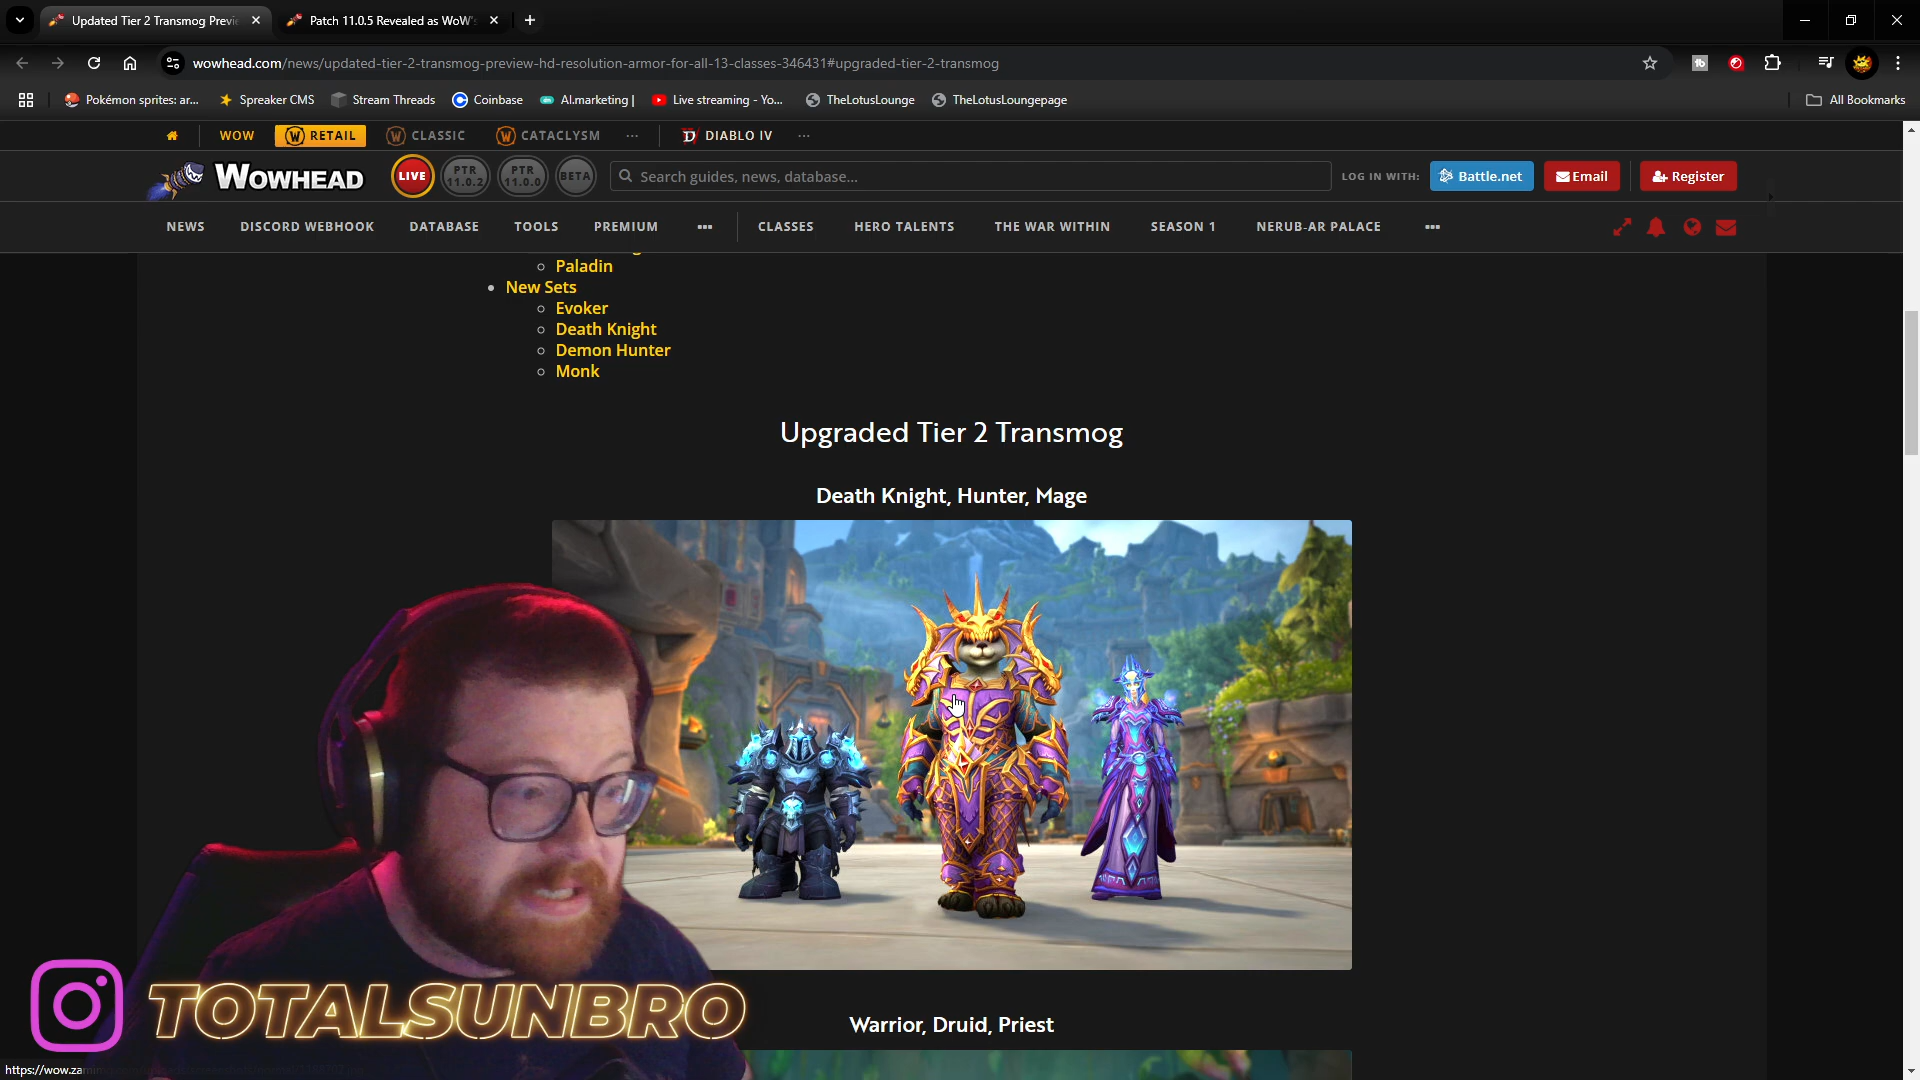 Updated Tier 2 Transmog Previ
Patch 11.0.5 Revealed as WoW's
wowhead.com/news/updated-tier-2-transmog-preview-hd-resolution-armor-for-all-13-classes-346431#upgraded-tier-2-transmog
Pokémon sprites: ar...
Spreaker CMS
Stream Threads
Coinbase
AI.marketing |
Live streaming - Yo...
TheLotusLounge
TheLotusLoungepage
All Bookmarks
WOW
RETAIL
CLASSIC
CATACLYSM
DIABLO IV
WOWHEAD
LIVE
PTR 11.0.2
PTR 11.0.0
BETA
Search guides, news, database...
LOG IN WITH:
Battle.net
Email
Register
NEWS
DISCORD WEBHOOK
DATABASE
TOOLS
PREMIUM
CLASSES
HERO TALENTS
THE WAR WITHIN
SEASON 1
NERUB-AR PALACE
Paladin
New Sets
Evoker
Death Knight
Demon Hunter
Monk
Upgraded Tier 2 Transmog
Death Knight, Hunter, Mage
TOTALSUNBRO
Warrior, Druid, Priest
https://wow.zamim